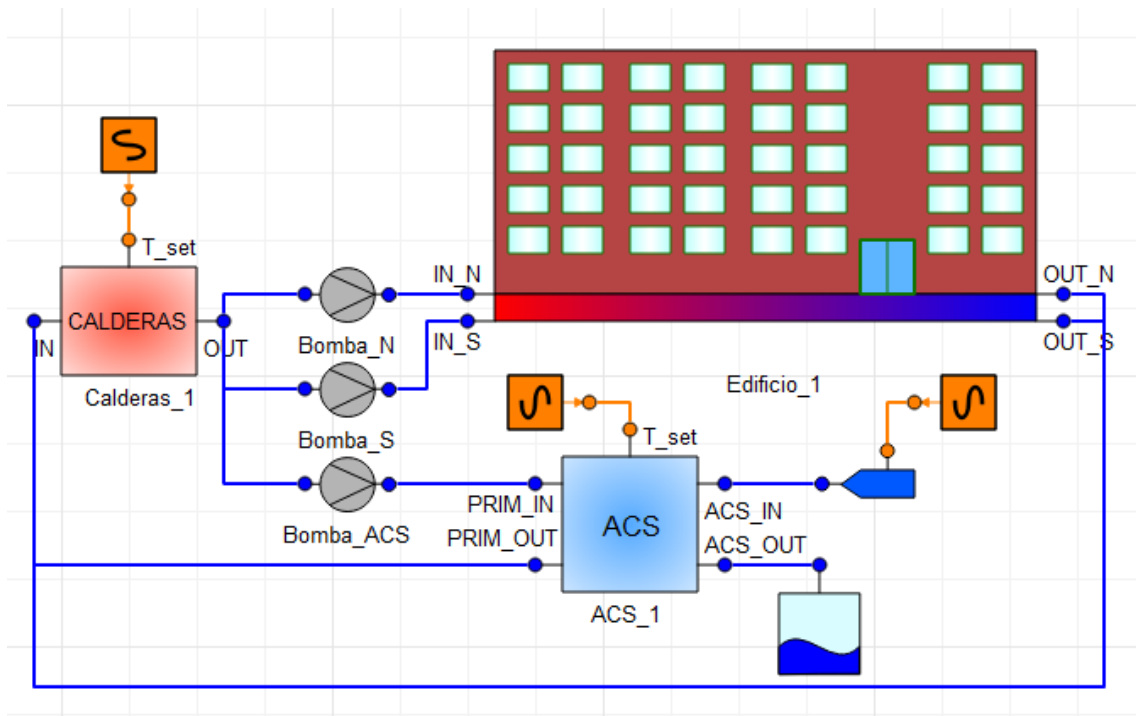 T_set
CALDERAS
IN
OUT
Calderas_1
Bomba_N
Bomba_S
Bomba_ACS
IN_N
IN_S
OUT_N
OUT_S
Edificio_1
T_set
PRIM_IN
PRIM_OUT
ACS
ACS_IN
ACS_OUT
ACS_1